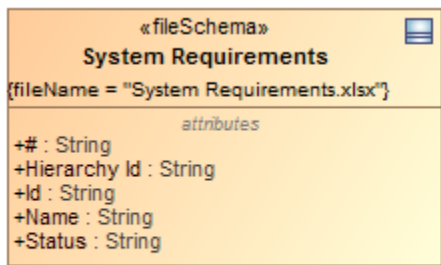 «fileSchema»
System Requirements
{fileName = "System Requirements.xlsx"}
attributes
+# : String
+Hierarchy Id : String
+Id : String
+Name : String
+Status : String